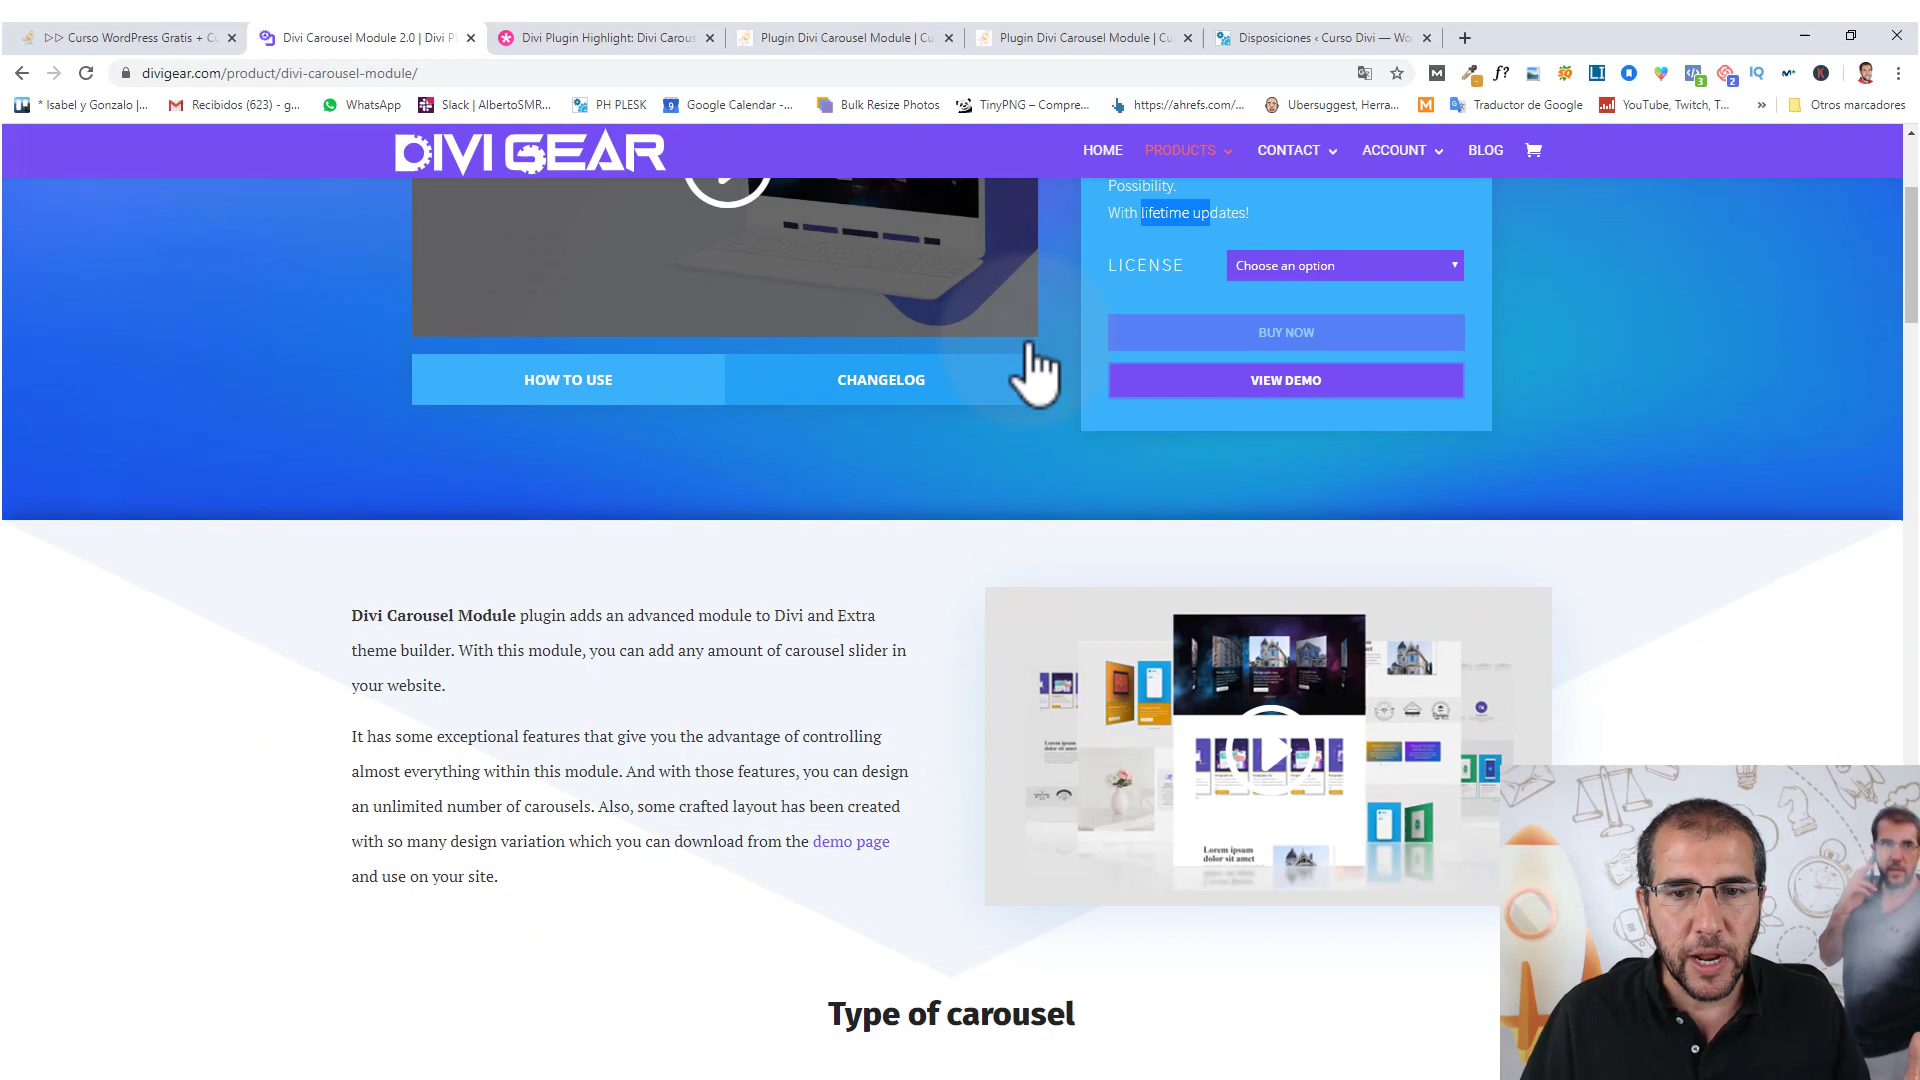 ▷▷ Curso WordPress Gratis + Cu
Divi Carousel Module 2.0 | Divi P
Divi Plugin Highlight: Divi Carous
Plugin Divi Carousel Module | Cu
Plugin Divi Carousel Module | Cu
Disposiciones ‹ Curso Divi — Wo
divigear.com/product/divi-carousel-module/
* Isabel y Gonzalo |...
Recibidos (623) - g...
WhatsApp
Slack | AlbertoSMR...
PH PLESK
Google Calendar -...
Bulk Resize Photos
TinyPNG – Compre...
https://ahrefs.com/...
Ubersuggest, Herra...
Traductor de Google
YouTube, Twitch, T...
»
Otros marcadores
DIVI GEAR
HOME
PRODUCTS
CONTACT
ACCOUNT
BLOG
Possibility.
With lifetime updates!
LICENSE
Choose an option
BUY NOW
VIEW DEMO
HOW TO USE
CHANGELOG
Divi Carousel Module plugin adds an advanced module to Divi and Extra
theme builder. With this module, you can add any amount of carousel slider in
your website.
It has some exceptional features that give you the advantage of controlling
almost everything within this module. And with those features, you can design
an unlimited number of carousels. Also, some crafted layout has been created
with so many design variation which you can download from the demo page
and use on your site.
Lorem ipsum
dolor sit amet
Type of carousel